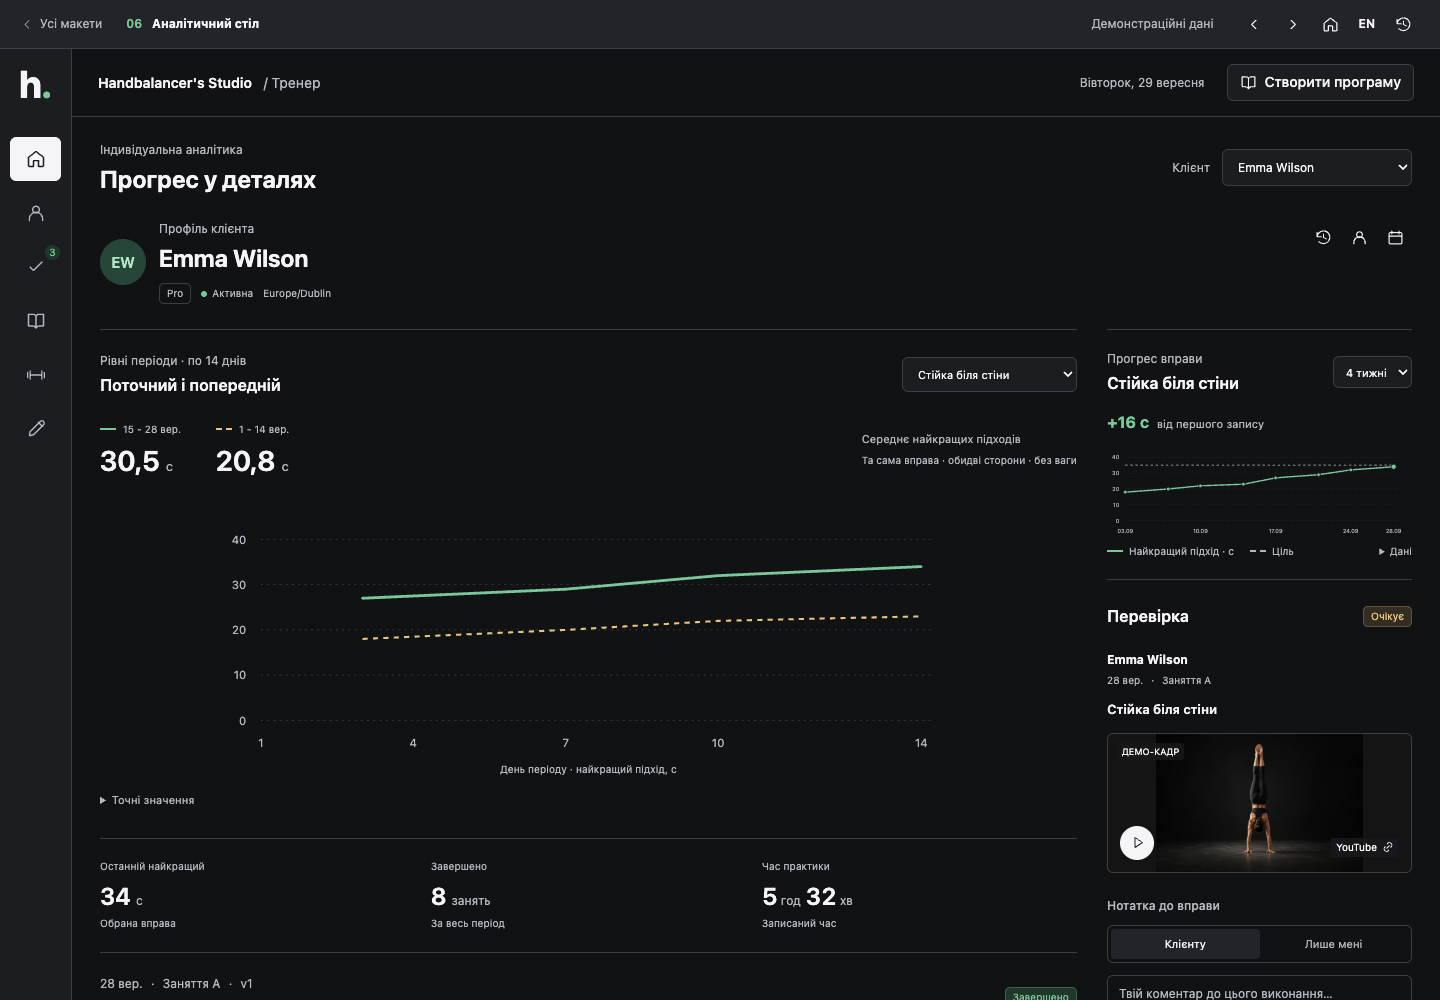 Усі макети
06 Аналітичний стіл
Демонстраційні дані
EN
h.
Handbalancer's Studio / Тренер
Вівторок, 29 вересня
Створити програму
3
Індивідуальна аналітика
Прогрес у деталях
Клієнт
Emma Wilson
EW
Профіль клієнта
Emma Wilson
Pro
Активна
Europe/Dublin
Рівні періоди · по 14 днів
Поточний і попередній
Стійка біля стіни
15 - 28 вер.
30,5 с
1 - 14 вер.
20,8 с
Середнє найкращих підходів
Та сама вправа · обидві сторони · без ваги
40
30
20
10
0
1 4 7 10 14
День періоду · найкращий підхід, с
Точні значення
Останній найкращий
34 с
Обрана вправа
Завершено
8 занять
За весь період
Час практики
5 год 32 хв
Записаний час
28 вер. · Заняття A · v1
Завершено
Прогрес вправи
Стійка біля стіни
4 тижні
+16 с від першого запису
40
30
20
10
0
03.09 10.09 17.09 24.09 28.09
Найкращий підхід · с
Ціль
Дані
Перевірка
Очікує
Emma Wilson
28 вер. · Заняття A
Стійка біля стіни
ДЕМО-КАДР
YouTube
Нотатка до вправи
Клієнту
Лише мені
Твій коментар до цього виконання...